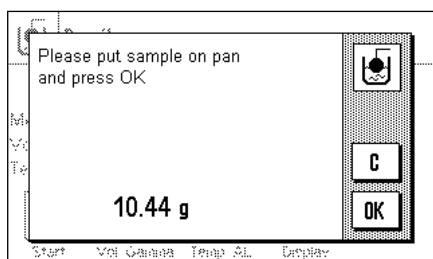 Please put sample on pan
and press OK
C
10.44 g
OK
Start Vol Gamma Temp AL Display